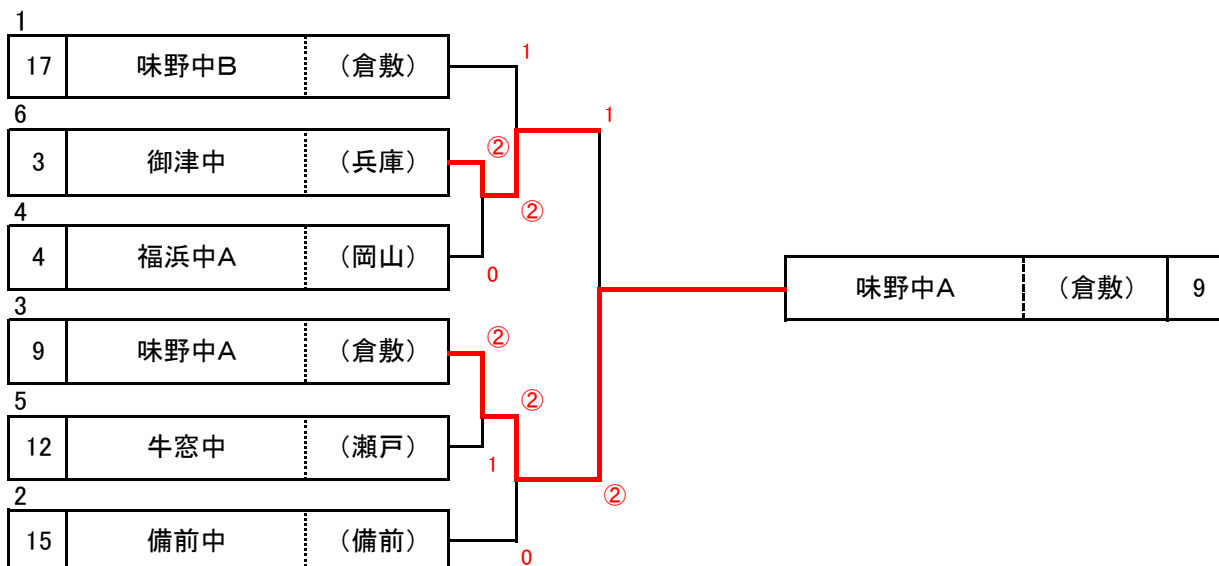 1
17 味野中B （倉敷）
1
6
1
3 御津中 （兵庫）
②
4
②
4 福浜中A （岡山）
0
味野中A （倉敷） 9
3
②
9 味野中A （倉敷）
5
②
12 牛窓中 （瀬戸）
1
2
②
15 備前中 （備前）
0